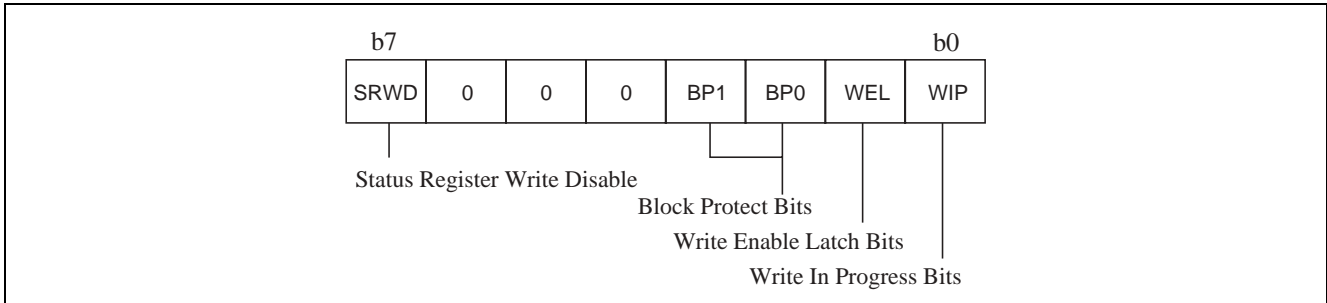 b7 b0
SRWD 0 0 0 BP1 BP0 WEL WIP
Status Register Write Disable
Block Protect Bits
Write Enable Latch Bits
Write In Progress Bits